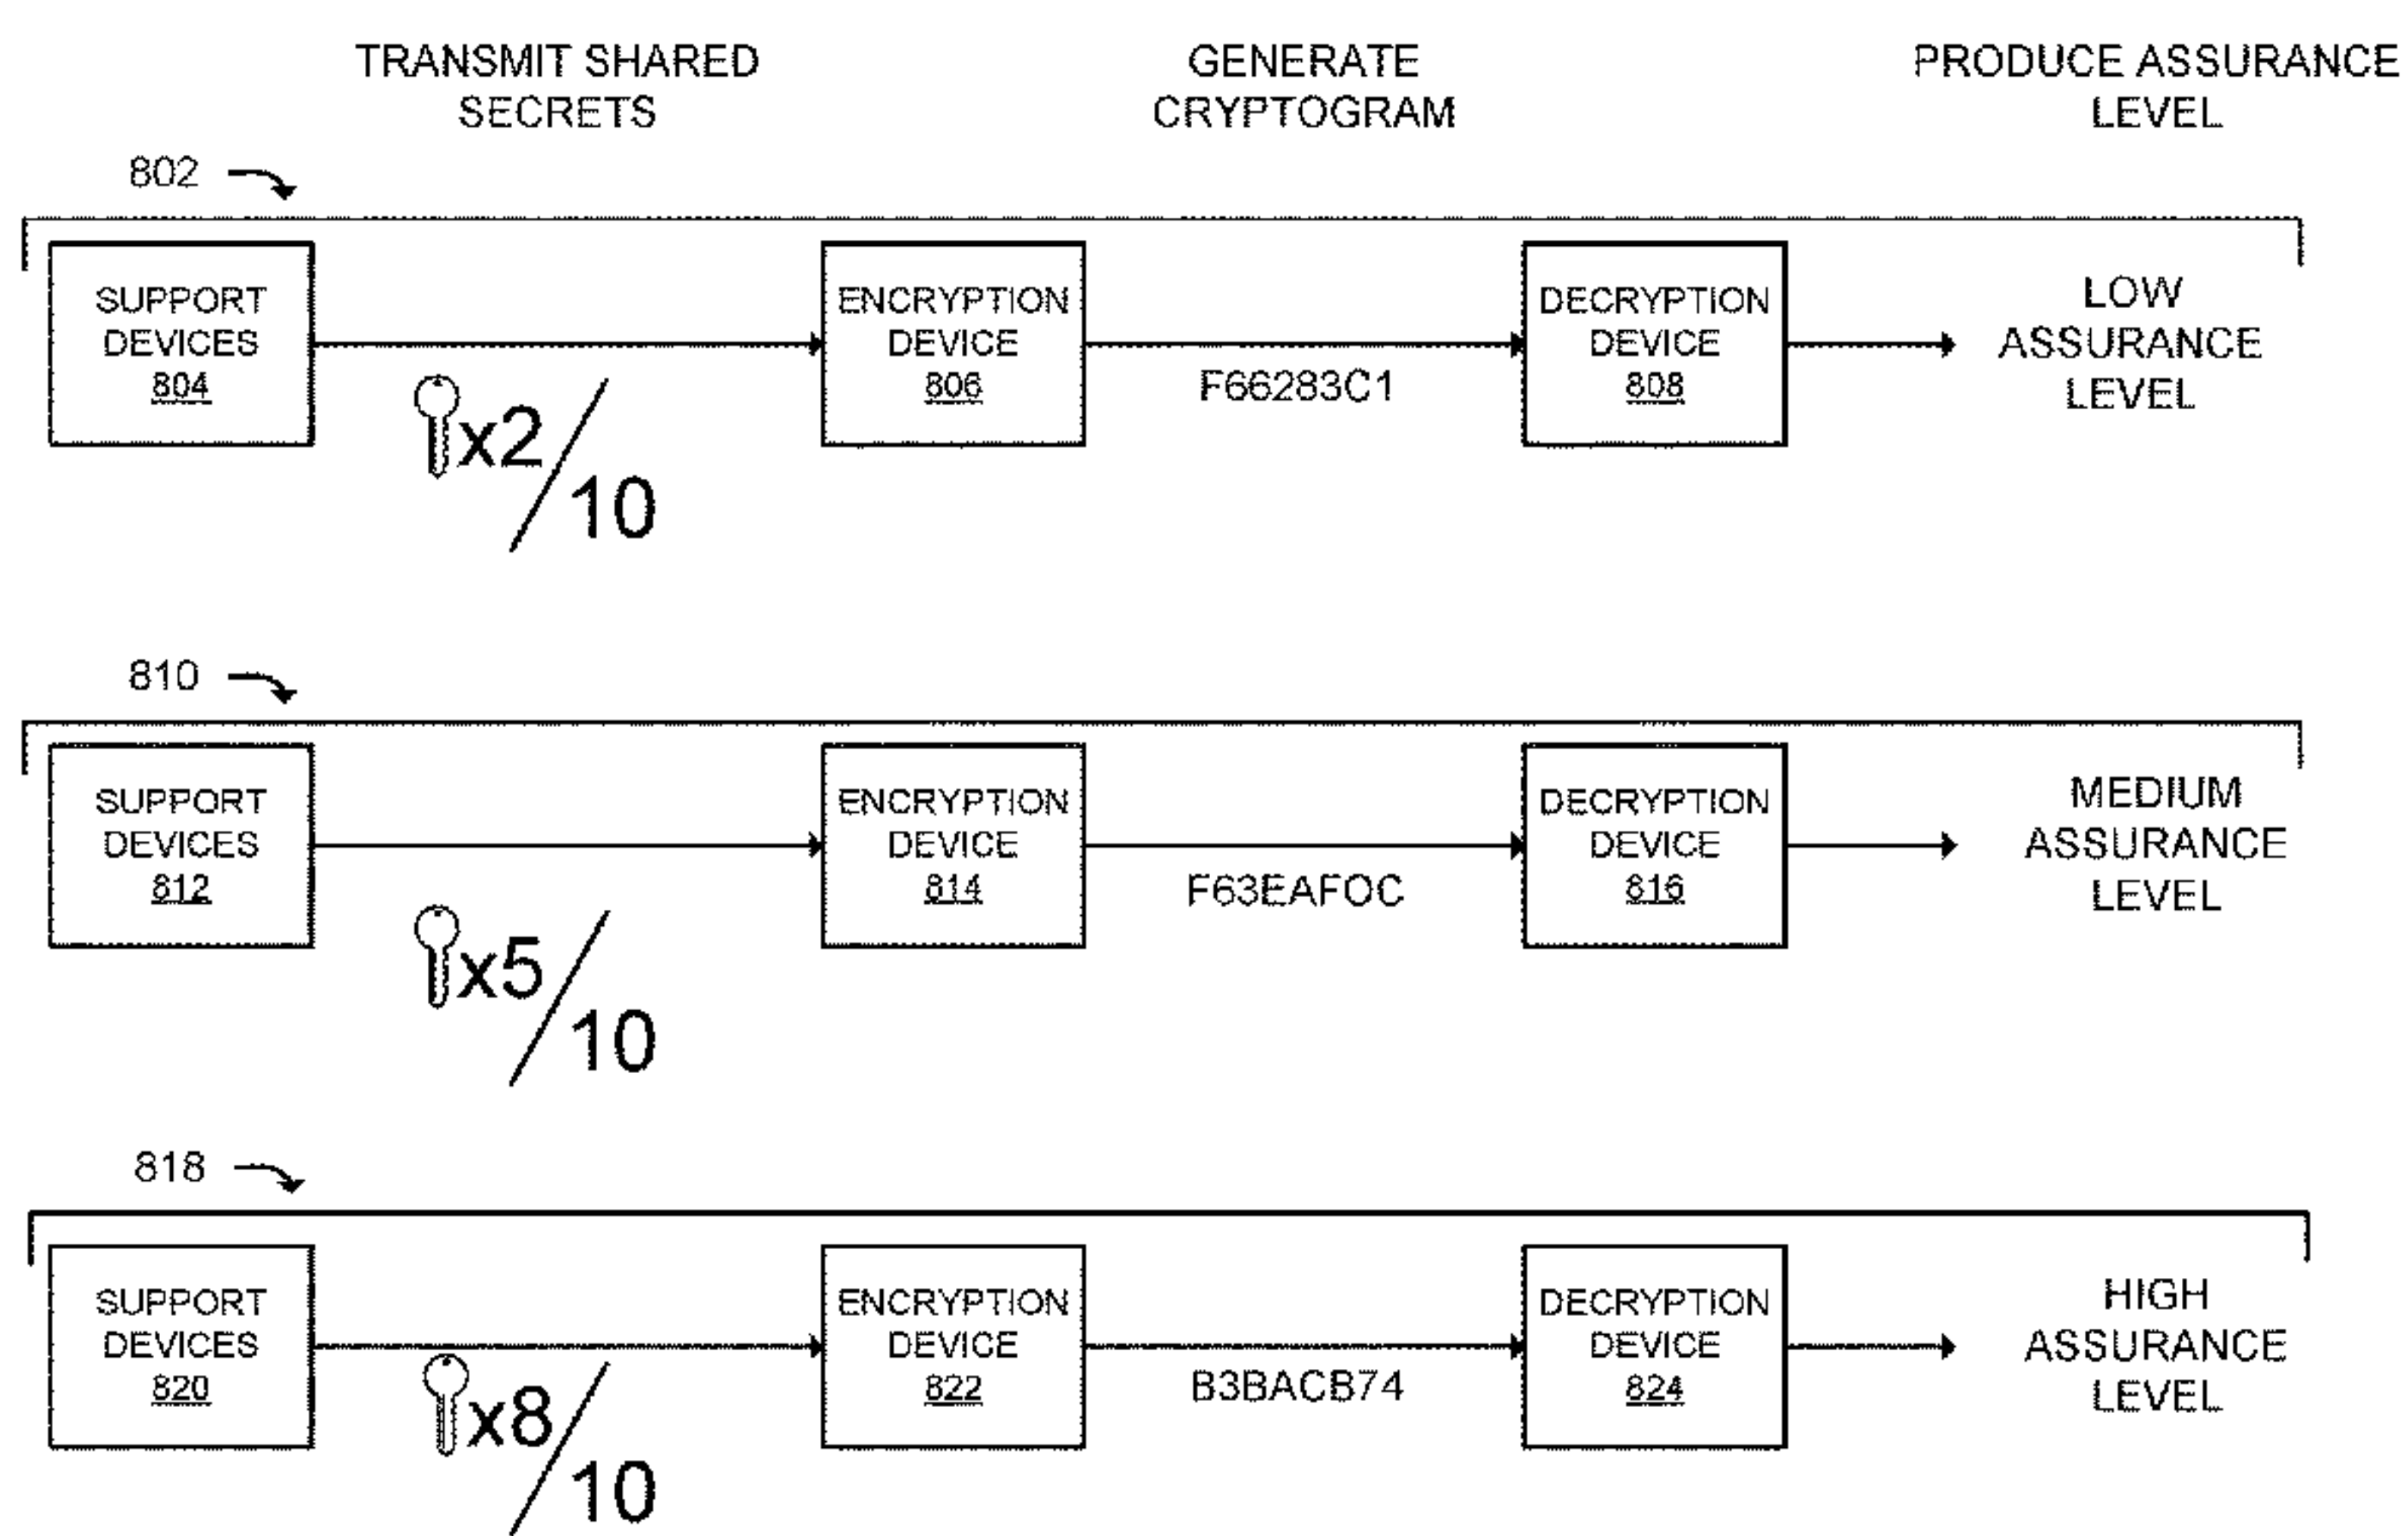 TRANSMIT SHARED
SECRETS
GENERATE
CRYPTOGRAM
PRODUCE ASSURANCE
LEVEL
802
SUPPORT
DEVICES
804
x2/10
ENCRYPTION
DEVICE
806
F66283C1
DECRYPTION
DEVICE
808
LOW
ASSURANCE
LEVEL
810
SUPPORT
DEVICES
812
x5/10
ENCRYPTION
DEVICE
814
F63EAFOC
DECRYPTION
DEVICE
816
MEDIUM
ASSURANCE
LEVEL
818
SUPPORT
DEVICES
820
x8/10
ENCRYPTION
DEVICE
822
B3BACB74
DECRYPTION
DEVICE
824
HIGH
ASSURANCE
LEVEL